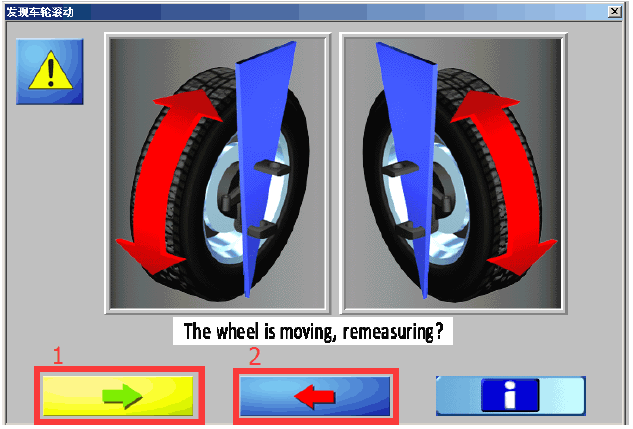 发现车轮滚动
The wheel is moving, remeasuring?
1
2
i